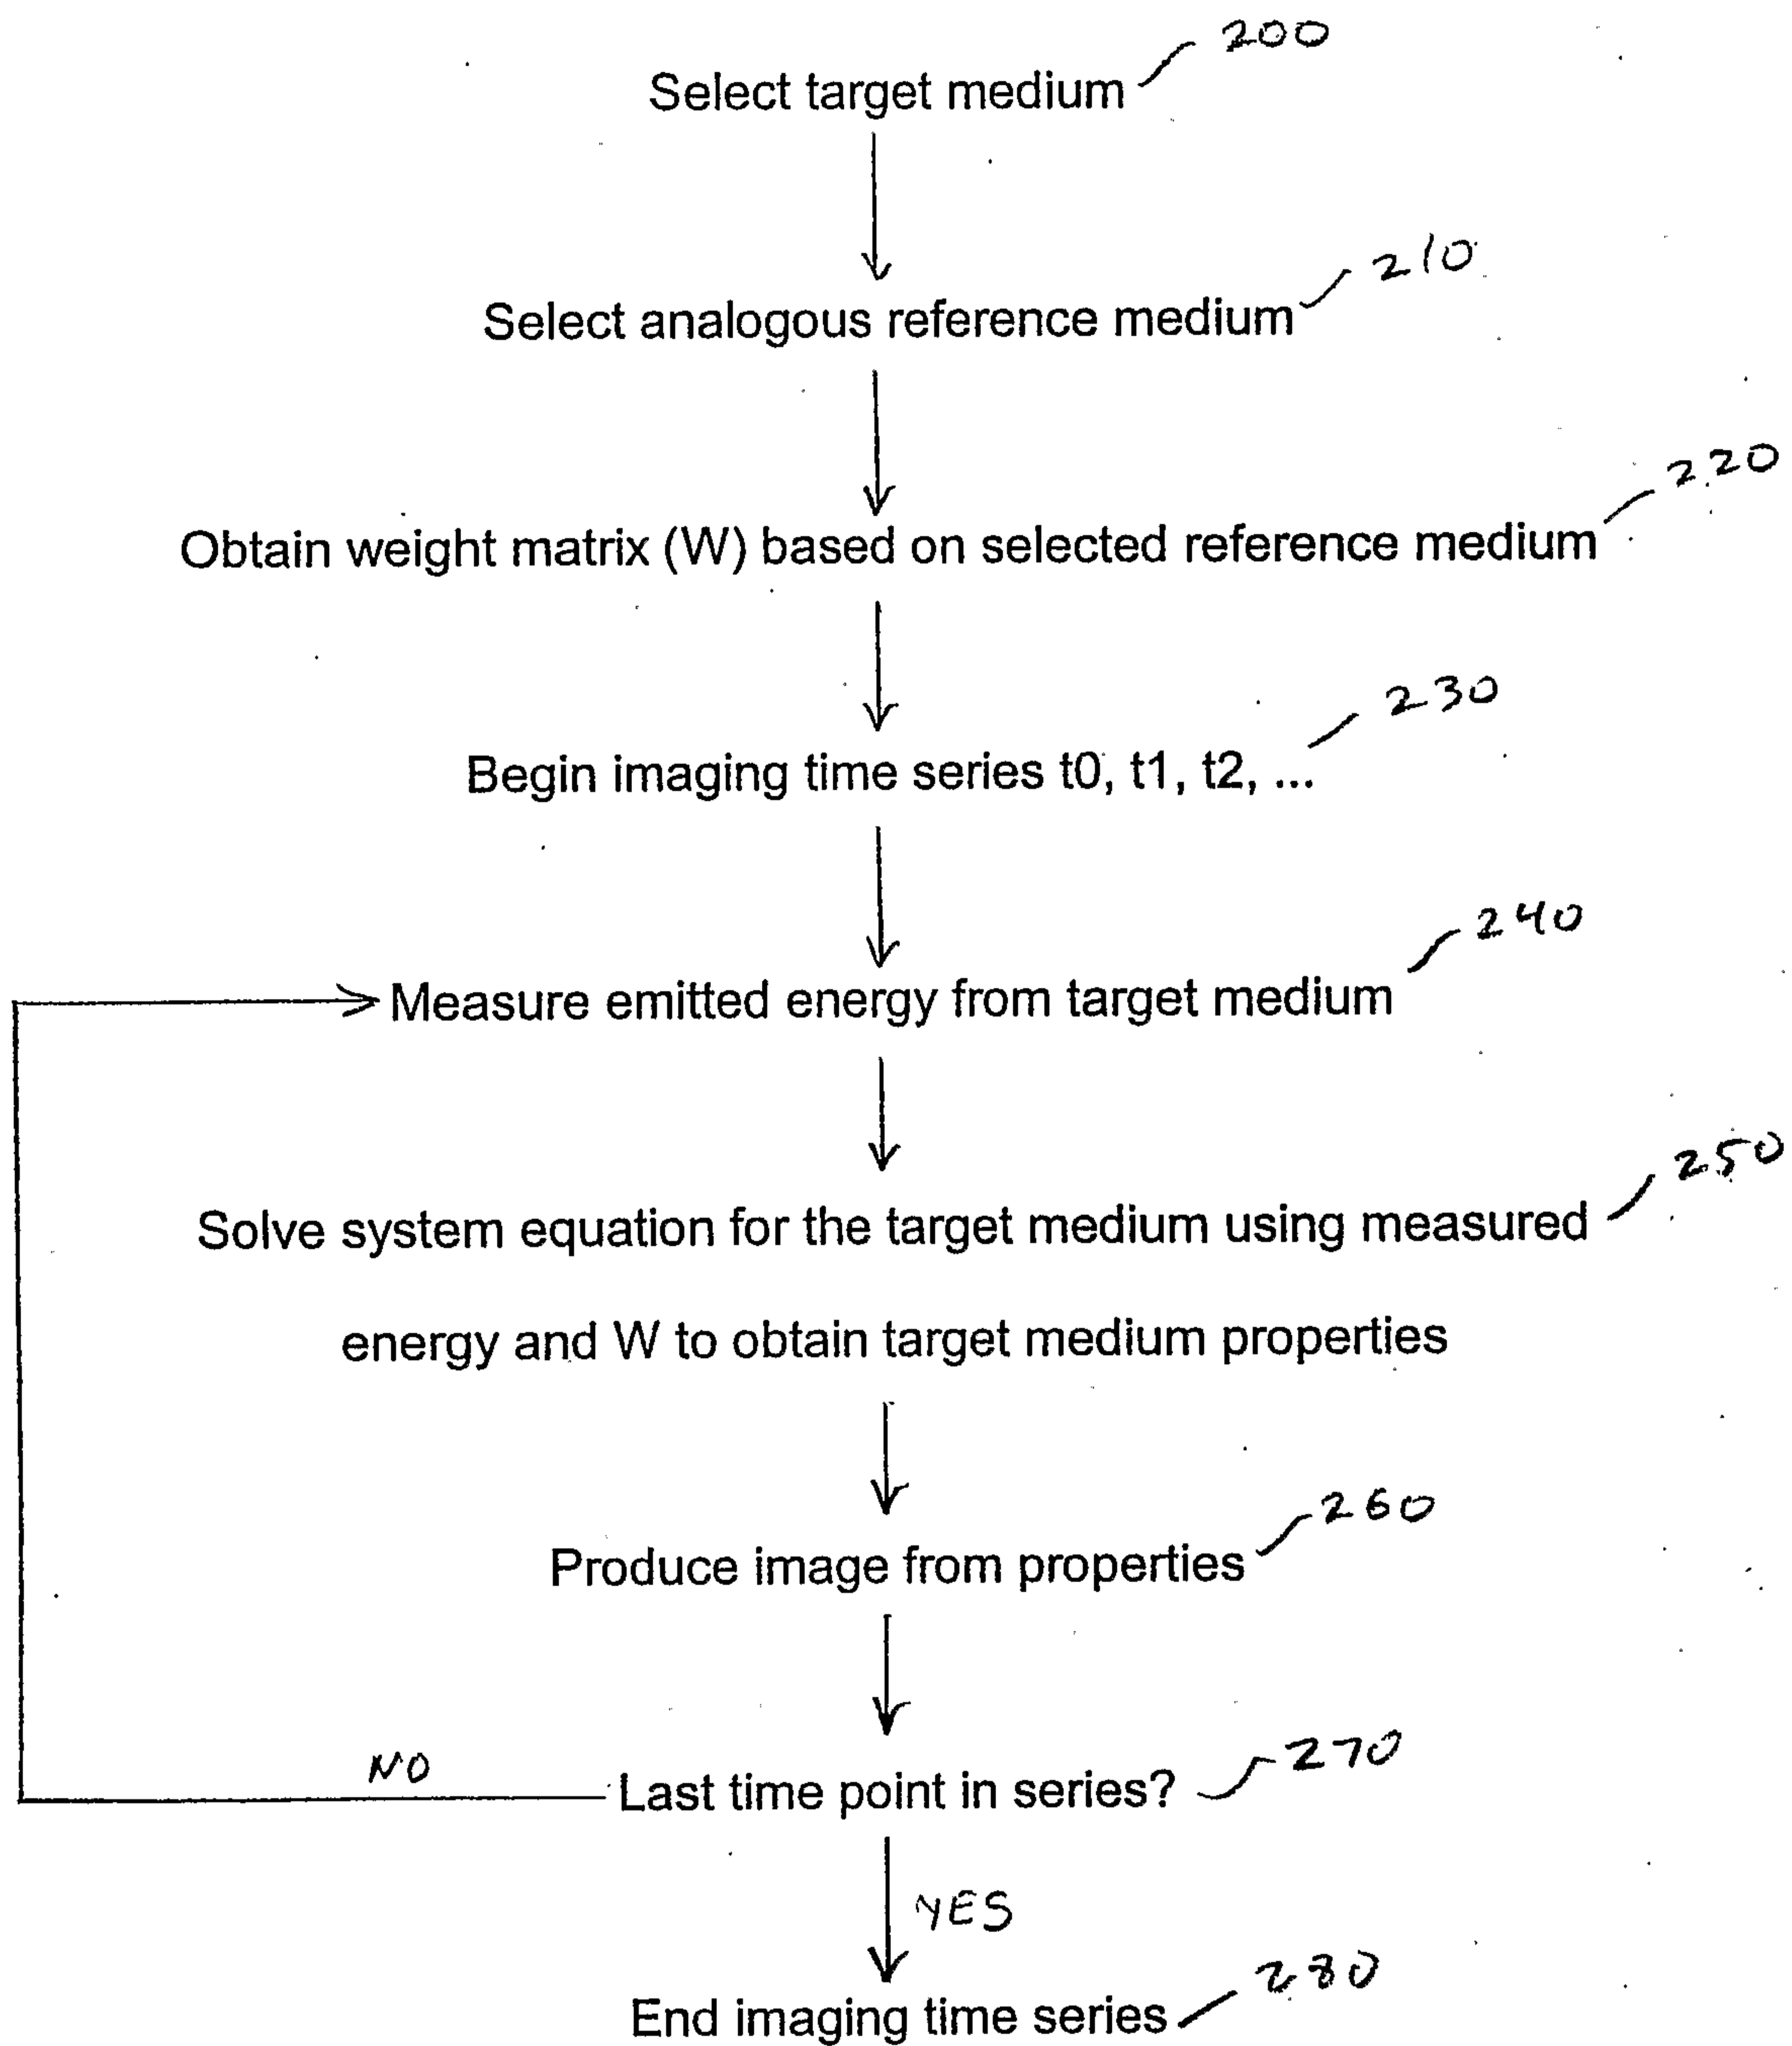 Select target medium 200
Select analogous reference medium 210
Obtain weight matrix (W) based on selected reference medium 220
Begin imaging time series t0, t1, t2, ... 230
Measure emitted energy from target medium 240
Solve system equation for the target medium using measured 250
energy and W to obtain target medium properties
Produce image from properties 260
NO Last time point in series? 270
YES
End imaging time series 280